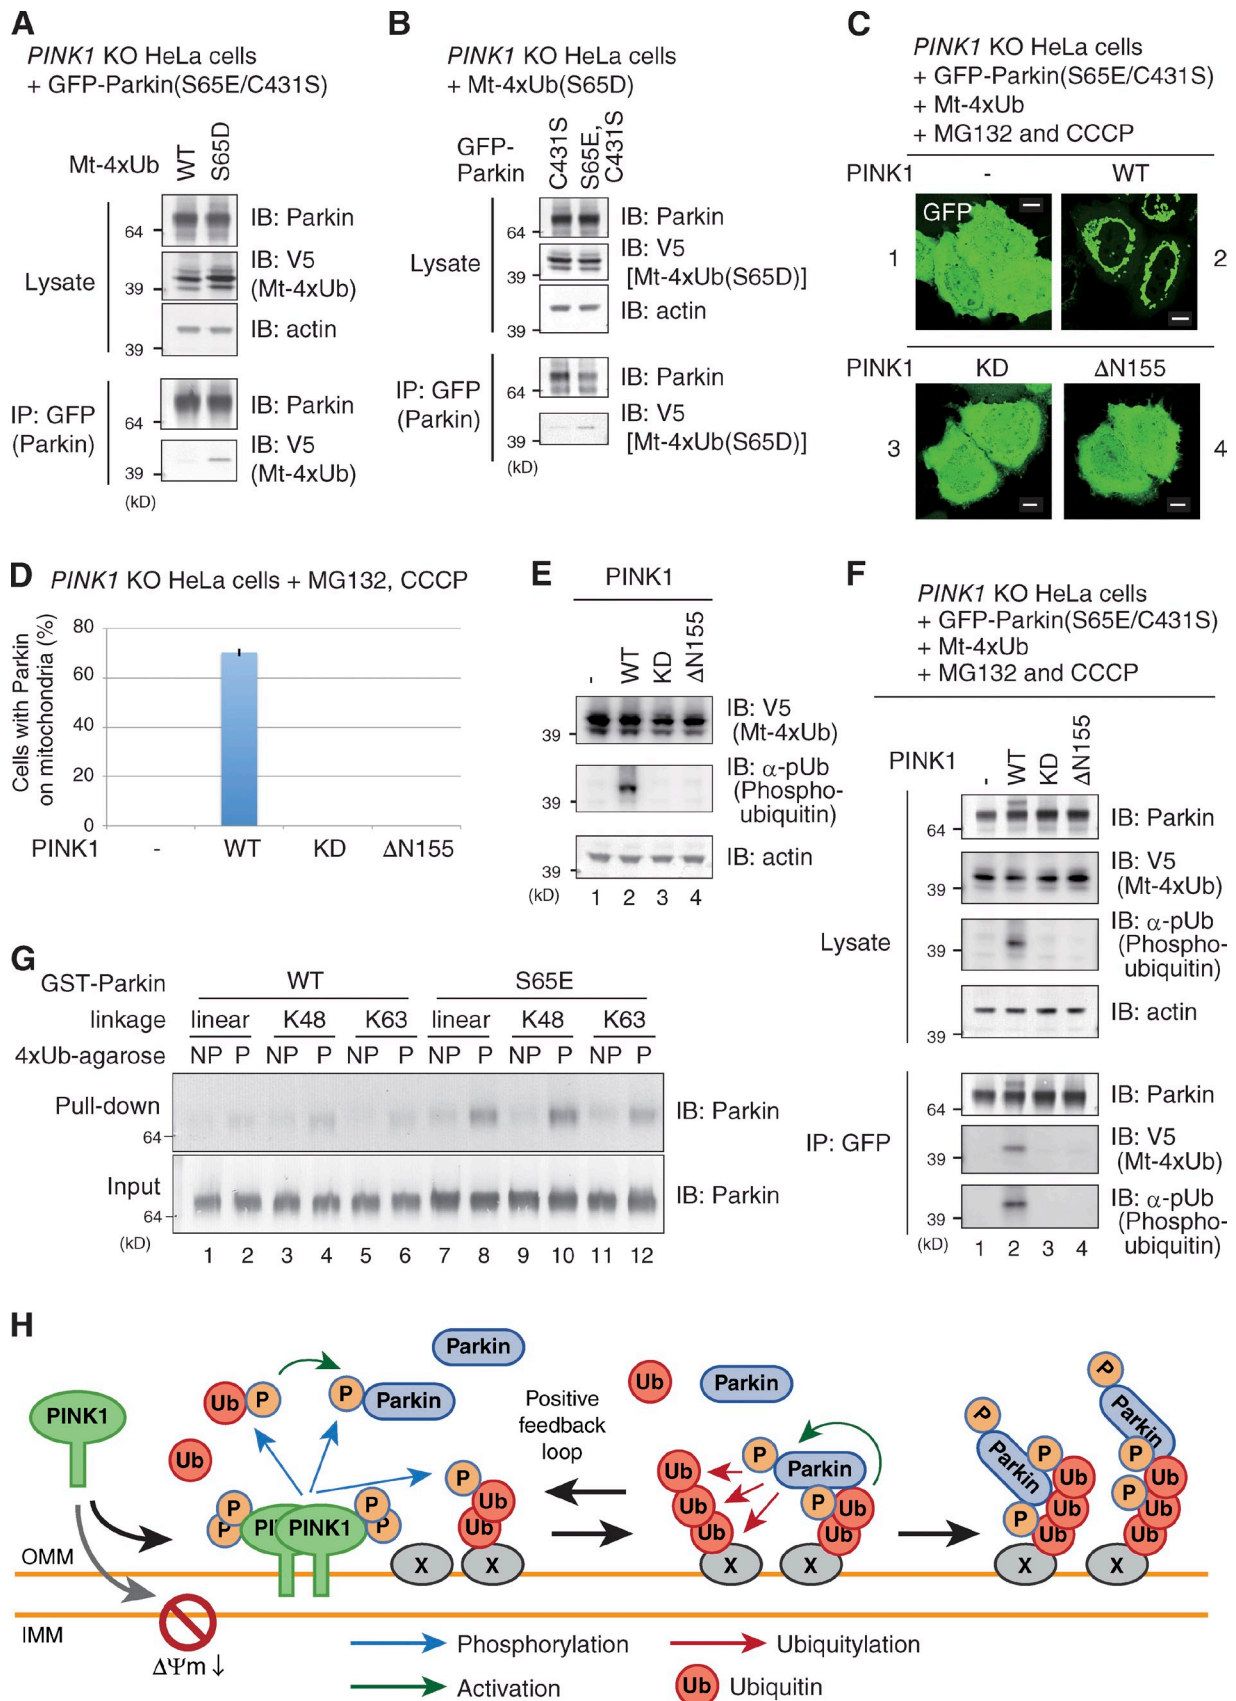 A
PINK1 KO HeLa cells
+ GFP-Parkin(S65E/C431S)
Mt-4xUb
WT
S65D
Lysate
64
IB: Parkin
39
IB: V5
(Mt-4xUb)
39
IB: actin
IP: GFP
(Parkin)
64
IB: Parkin
39
IB: V5
(Mt-4xUb)
(kD)
B
PINK1 KO HeLa cells
+ Mt-4xUb(S65D)
GFP-
Parkin
C431S
S65E,
C431S
Lysate
64
IB: Parkin
39
IB: V5
[Mt-4xUb(S65D)]
39
IB: actin
IP: GFP
(Parkin)
64
IB: Parkin
39
IB: V5
[Mt-4xUb(S65D)]
(kD)
C
PINK1 KO HeLa cells
+ GFP-Parkin(S65E/C431S)
+ Mt-4xUb
+ MG132 and CCCP
PINK1 - WT
GFP
1 2
PINK1 KD ΔN155
3 4
D
PINK1 KO HeLa cells + MG132, CCCP
Cells with Parkin
on mitochondria (%)
80
60
40
20
0
PINK1 - WT KD ΔN155
E
PINK1
- WT KD ΔN155
39
IB: V5
(Mt-4xUb)
39
IB: α-pUb
(Phospho-
ubiquitin)
39
IB: actin
(kD) 1 2 3 4
F
PINK1 KO HeLa cells
+ GFP-Parkin(S65E/C431S)
+ Mt-4xUb
+ MG132 and CCCP
PINK1 - WT KD ΔN155
Lysate
64
IB: Parkin
39
IB: V5
(Mt-4xUb)
39
IB: α-pUb
(Phospho-
ubiquitin)
39
IB: actin
IP: GFP
64
IB: Parkin
39
IB: V5
(Mt-4xUb)
39
IB: α-pUb
(Phospho-
ubiquitin)
(kD) 1 2 3 4
G
GST-Parkin WT S65E
linkage linear K48 K63 linear K48 K63
4xUb-agarose NP P NP P NP P NP P NP P NP P
Pull-down
64
IB: Parkin
Input
64
IB: Parkin
(kD)
1 2 3 4 5 6 7 8 9 10 11 12
H
PINK1
Ub
Ub P
P Parkin
Parkin
P
P
PI
PINK1
P
P
P
Ub
Ub
X
X
OMM
IMM
ΔΨm ↓
Positive
feedback
loop
Ub
Parkin
Ub
Ub
Ub
X
P
Parkin
P
Ub
Ub
X
P
Parkin
P
P
Ub
Ub
Ub
X
P
Parkin
P
P
Ub
Ub
Ub
X
Phosphorylation
Ubiquitylation
Activation
Ub Ubiquitin